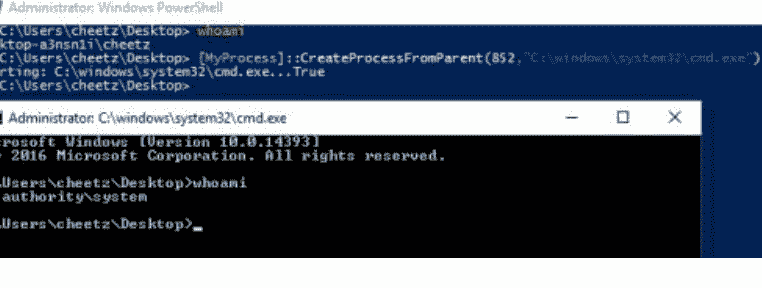 Administrator: Windows PowerShell
C:\Users\cheetz\Desktop> whoami
ktop-a3nsn1i\cheetz
C:\Users\cheetz\Desktop> [MyProcess]::CreateProcessFromParent(852,"C:\windows\system32\cmd.exe")
rting: C:\windows\system32\cmd.exe...True
C:\Users\cheetz\Desktop>
Administrator: C:\windows\system32\cmd.exe
rosoft Windows [Version 10.0.14393]
2016 Microsoft Corporation. All rights reserved.
\Users\cheetz\Desktop>whoami
authority\system
\Users\cheetz\Desktop>_